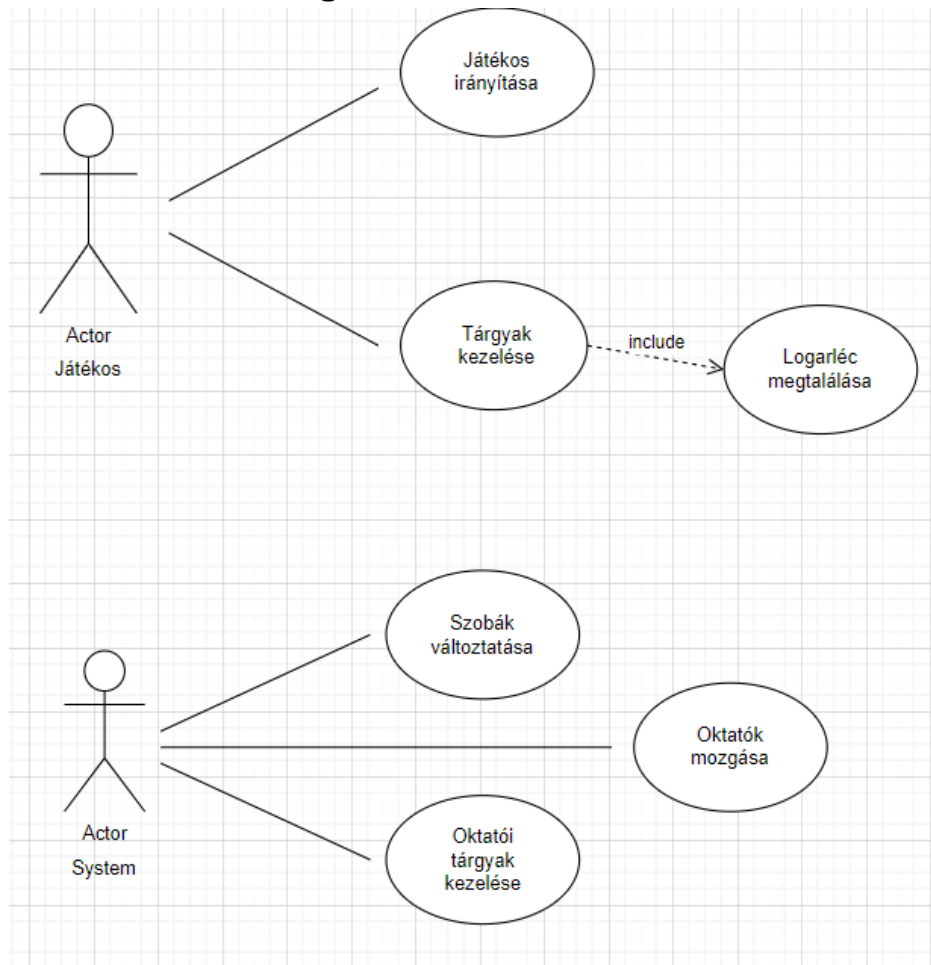 Játékos
irányítása
Actor
Játékos
Tárgyak
kezelése
include
Logarléc
megtalálása
Szobák
változtatása
Oktatók
mozgása
Actor
System
Oktatói
tárgyak
kezelése